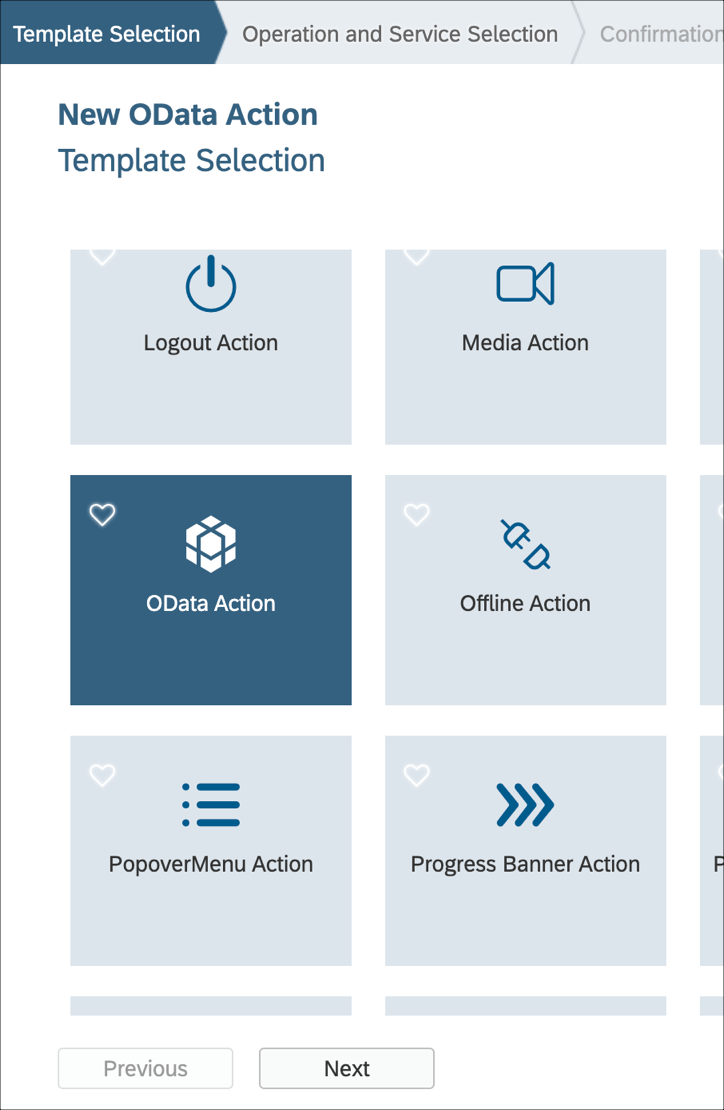 Template Selection
Operation and Service Selection
Confirmation
New OData Action
Template Selection
Logout Action
Media Action
OData Action
Offline Action
PopoverMenu Action
Progress Banner Action
P
Previous
Next